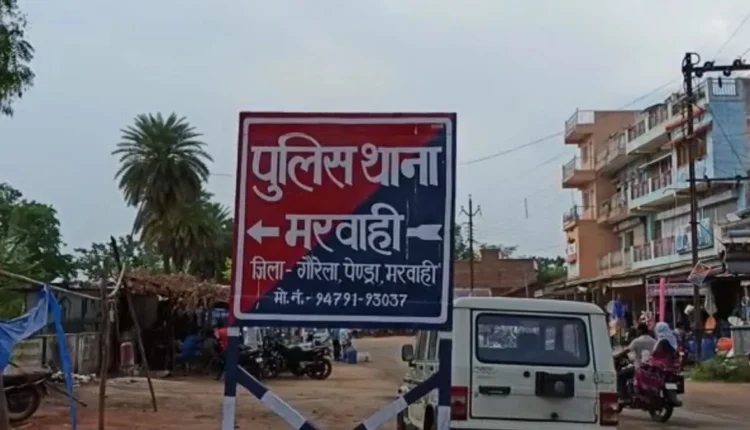 पुलिस थाना
मरवाही
जिला - गौरेला, पेण्ड्रा, मरवाही
मो.नं.- 94791-93037